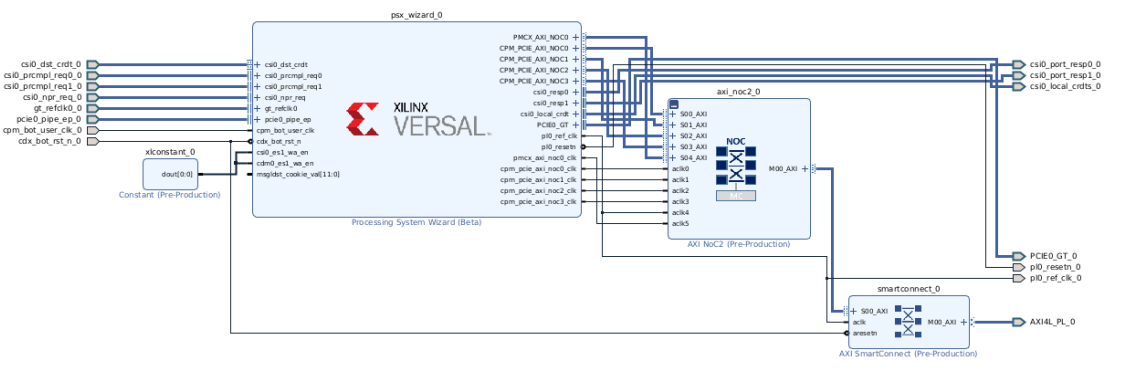 psx_wizard_0
csi0_dst_crdt_0
csi0_prcmpl_req0_0
csi0_prcmpl_req1_0
csi0_npr_req_0
gt_refclk0_0
pcie0_pipe_ep_0
cpm_bot_user_clk_0
cdx_bot_rst_n_0
xlconstant_0
dout[0:0]
Constant (Pre-Production)
csi0_dst_crdt
csi0_prcmpl_req0
csi0_prcmpl_req1
csi0_npr_req
gt_refclk0
pcie0_pipe_ep
cpm_bot_user_clk
cdx_bot_rst_n
csi0_es1_wa_en
cdm0_es1_wa_en
msgldst_cookie_val[11:0]
XILINX
VERSAL
PMCX_AXI_NOC0
CPM_PCIE_AXI_NOC0
CPM_PCIE_AXI_NOC1
CPM_PCIE_AXI_NOC2
CPM_PCIE_AXI_NOC3
csi0_resp0
csi0_resp1
csi0_local_crdt
PCIE0_GT
pl0_ref_clk
pl0_resetn
pmcx_axi_noc0_clk
cpm_pcie_axi_noc0_clk
cpm_pcie_axi_noc1_clk
cpm_pcie_axi_noc2_clk
cpm_pcie_axi_noc3_clk
Processing System Wizard (Beta)
axi_noc2_0
S00_AXI
S01_AXI
S02_AXI
S03_AXI
S04_AXI
aclk0
aclk1
aclk2
aclk3
aclk4
aclk5
NOC
M00_AXI
AXI NoC2 (Pre-Production)
csi0_port_resp0_0
csi0_port_resp1_0
csi0_local_crdts_0
PCIE0_GT_0
pl0_resetn_0
pl0_ref_clk_0
smartconnect_0
S00_AXI
aclk
aresetn
M00_AXI
AXI SmartConnect (Pre-Production)
AXI4L_PL_0